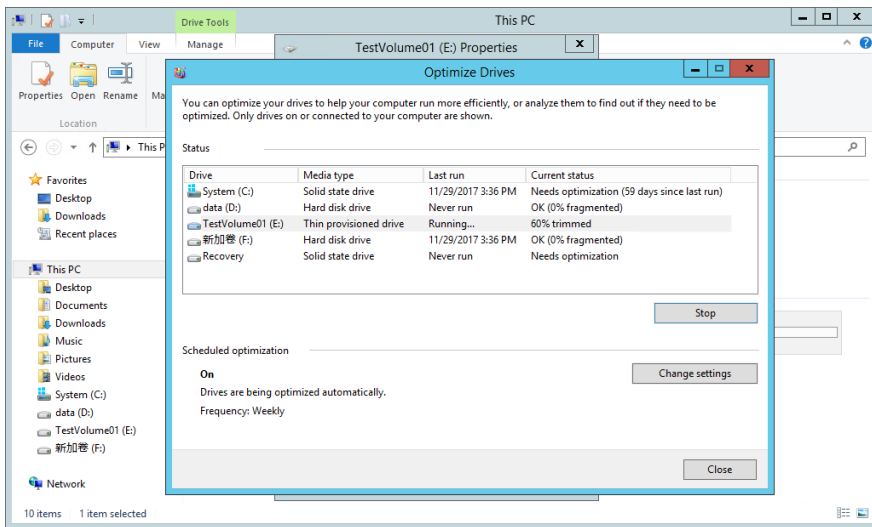 Drive Tools
This PC
File
Computer
View
Manage
TestVolume01 (E:) Properties
Properties
Open
Rename
Ma
Location
This P
Optimize Drives
You can optimize your drives to help your computer run more efficiently, or analyze them to find out if they need to be
optimized. Only drives on or connected to your computer are shown.
Status
Drive Media type Last run Current status
System (C:) Solid state drive 11/29/2017 3:36 PM Needs optimization (59 days since last run)
data (D:) Hard disk drive Never run OK (0% fragmented)
TestVolume01 (E:) Thin provisioned drive Running... 60% trimmed
新加卷 (F:) Hard disk drive 11/29/2017 3:36 PM OK (0% fragmented)
Recovery Solid state drive Never run Needs optimization
Stop
Scheduled optimization
On
Change settings
Drives are being optimized automatically.
Frequency: Weekly
Close
Favorites
Desktop
Downloads
Recent places
This PC
Desktop
Documents
Downloads
Music
Pictures
Videos
System (C:)
data (D:)
TestVolume01 (E:)
新加卷 (F:)
Network
10 items 1 item selected